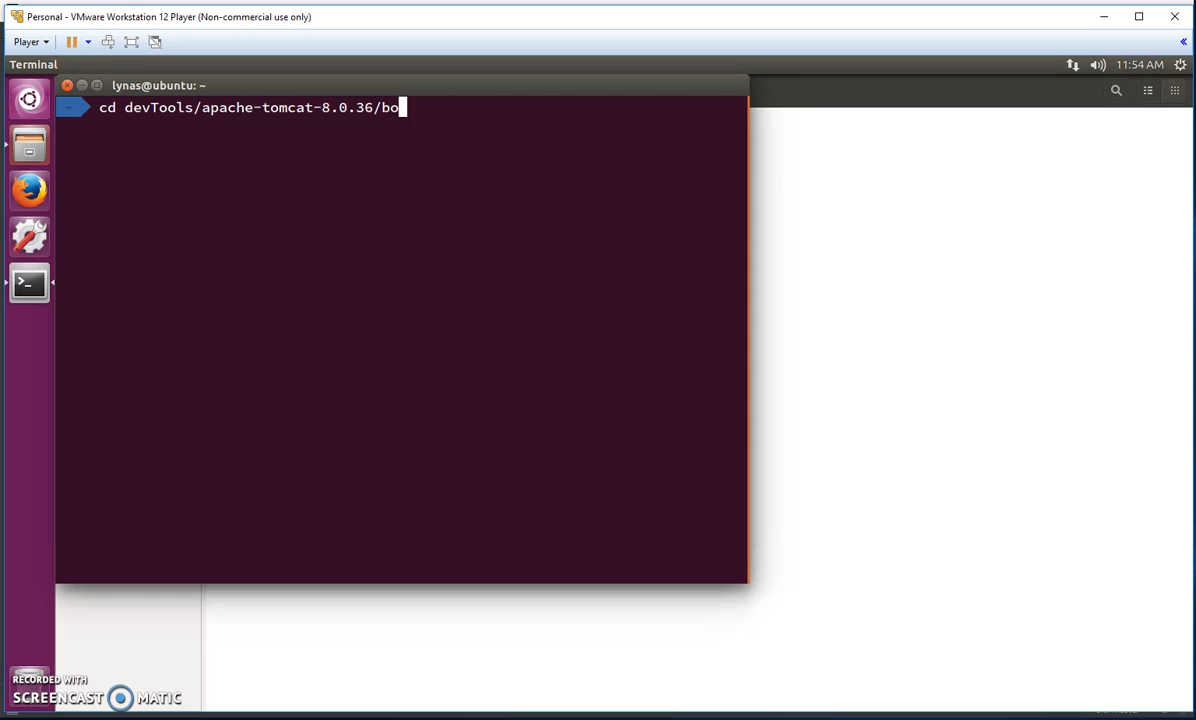 Personal - VMware Workstation 12 Player (Non-commercial use only)
Player
Terminal
11:54 AM
lynas@ubuntu: ~
~ cd devTools/apache-tomcat-8.0.36/bo
RECORDED WITH
SCREENCAST MATIC